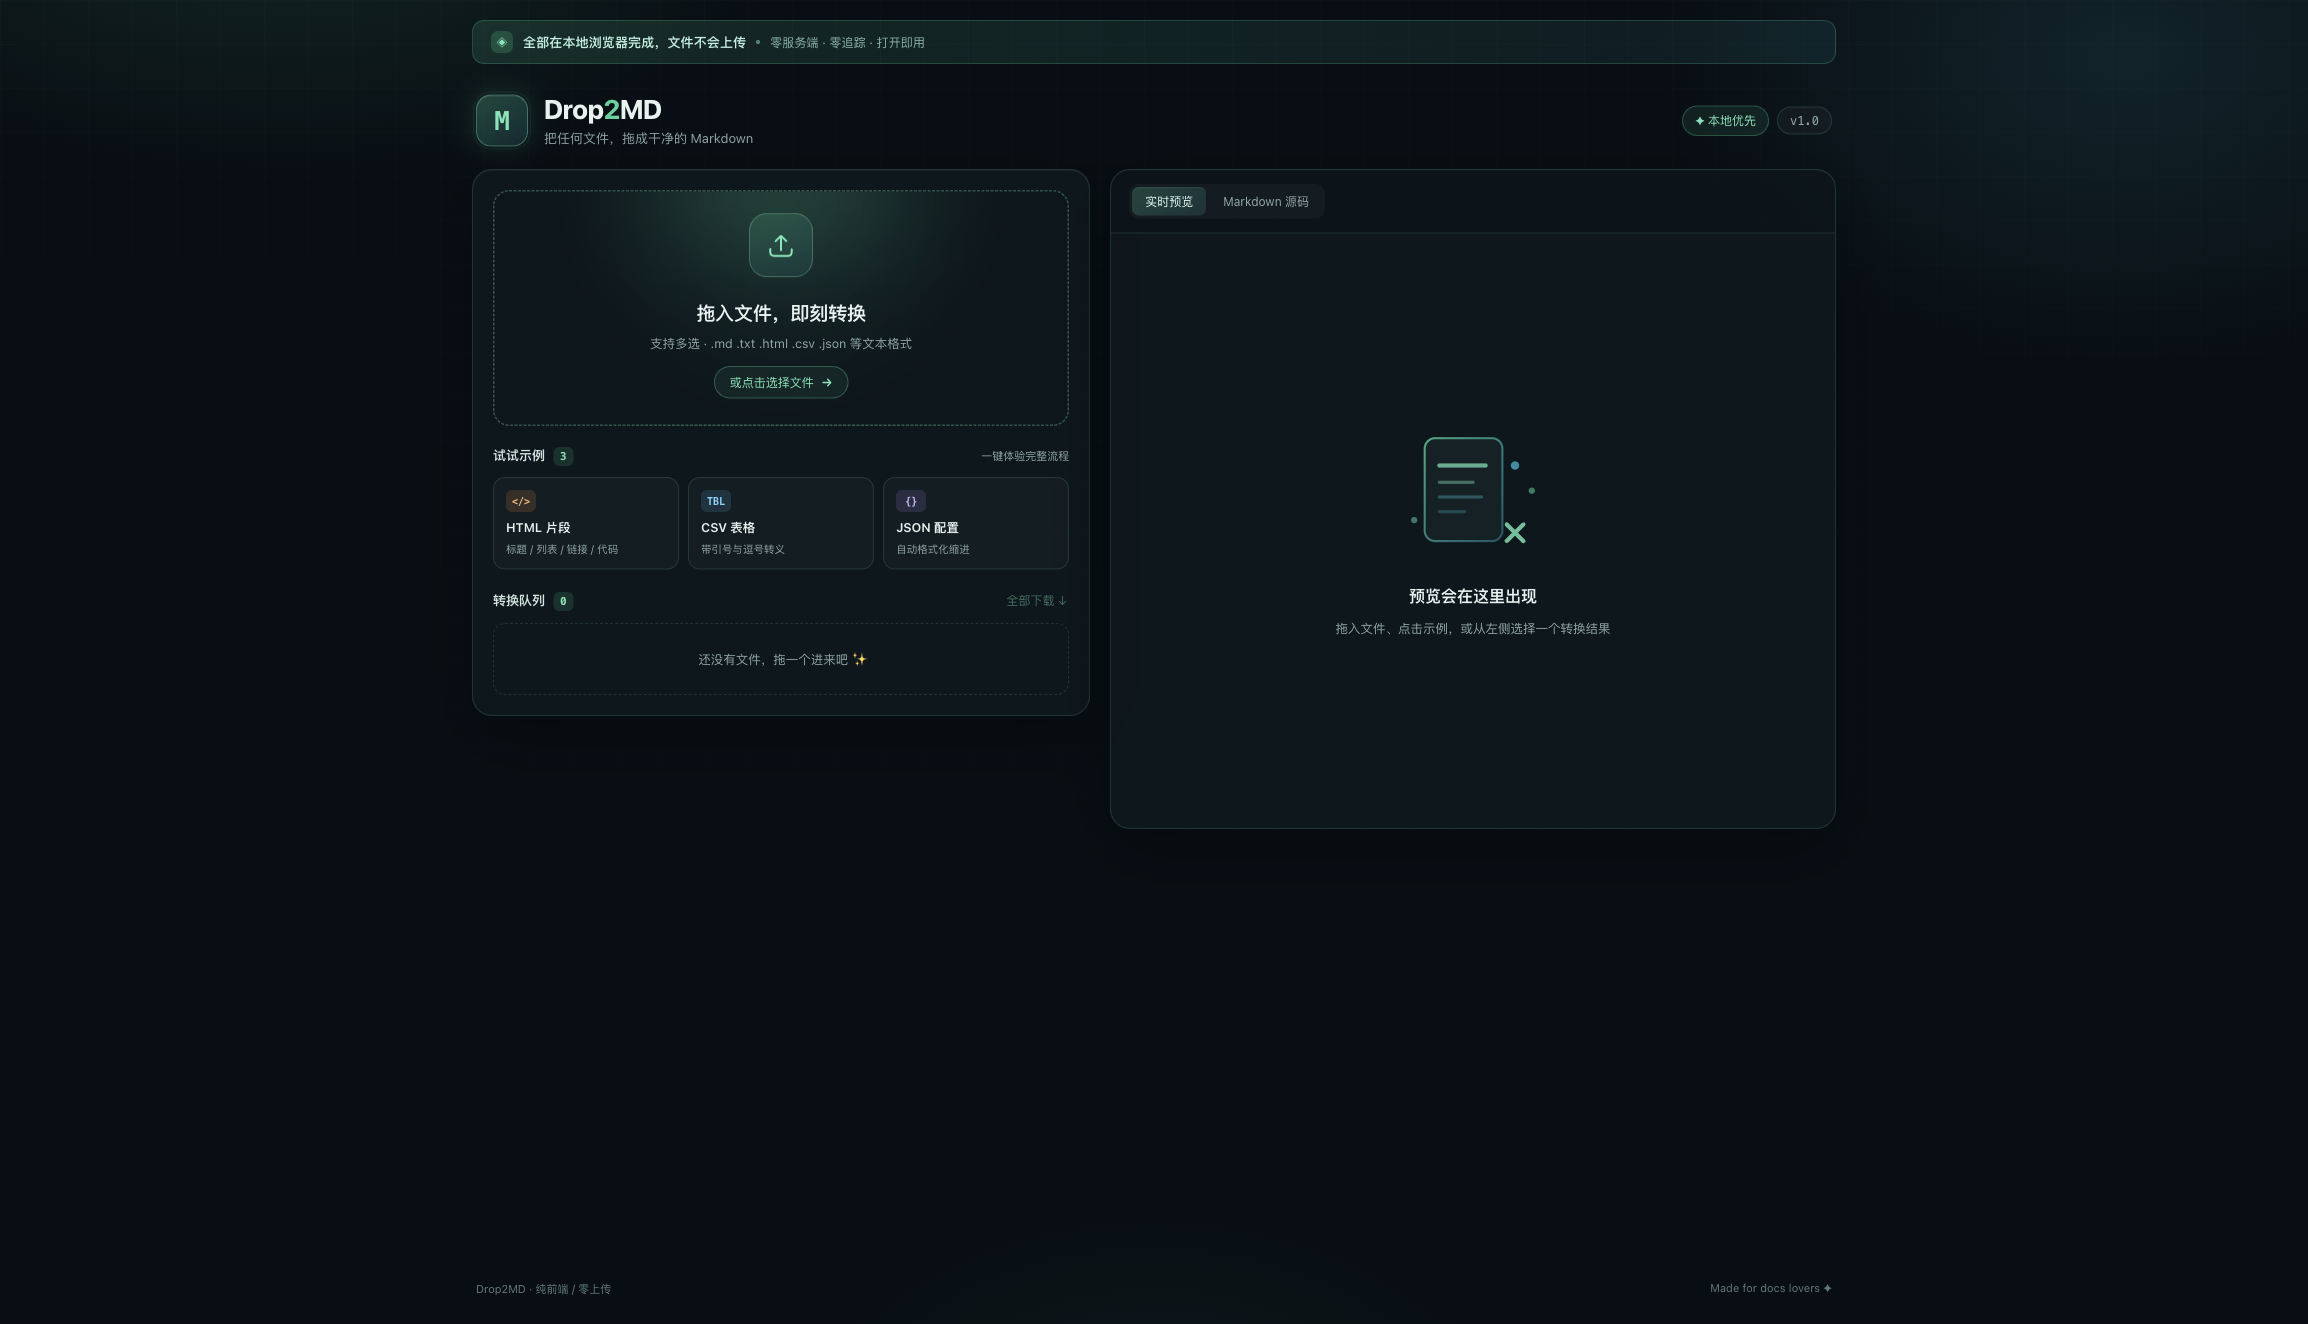 全部在本地浏览器完成，文件不会上传 • 零服务端 · 零追踪 · 打开即用
M
Drop2MD
把任何文件，拖成干净的 Markdown
✦ 本地优先
v1.0
拖入文件，即刻转换
支持多选 · .md .txt .html .csv .json 等文本格式
或点击选择文件 →
试试示例 3
一键体验完整流程
</>
HTML 片段
标题 / 列表 / 链接 / 代码
TBL
CSV 表格
带引号与逗号转义
{}
JSON 配置
自动格式化缩进
转换队列 0
全部下载 ↓
还没有文件，拖一个进来吧 ✨
实时预览
Markdown 源码
预览会在这里出现
拖入文件、点击示例，或从左侧选择一个转换结果
Drop2MD · 纯前端 / 零上传
Made for docs lovers ✦